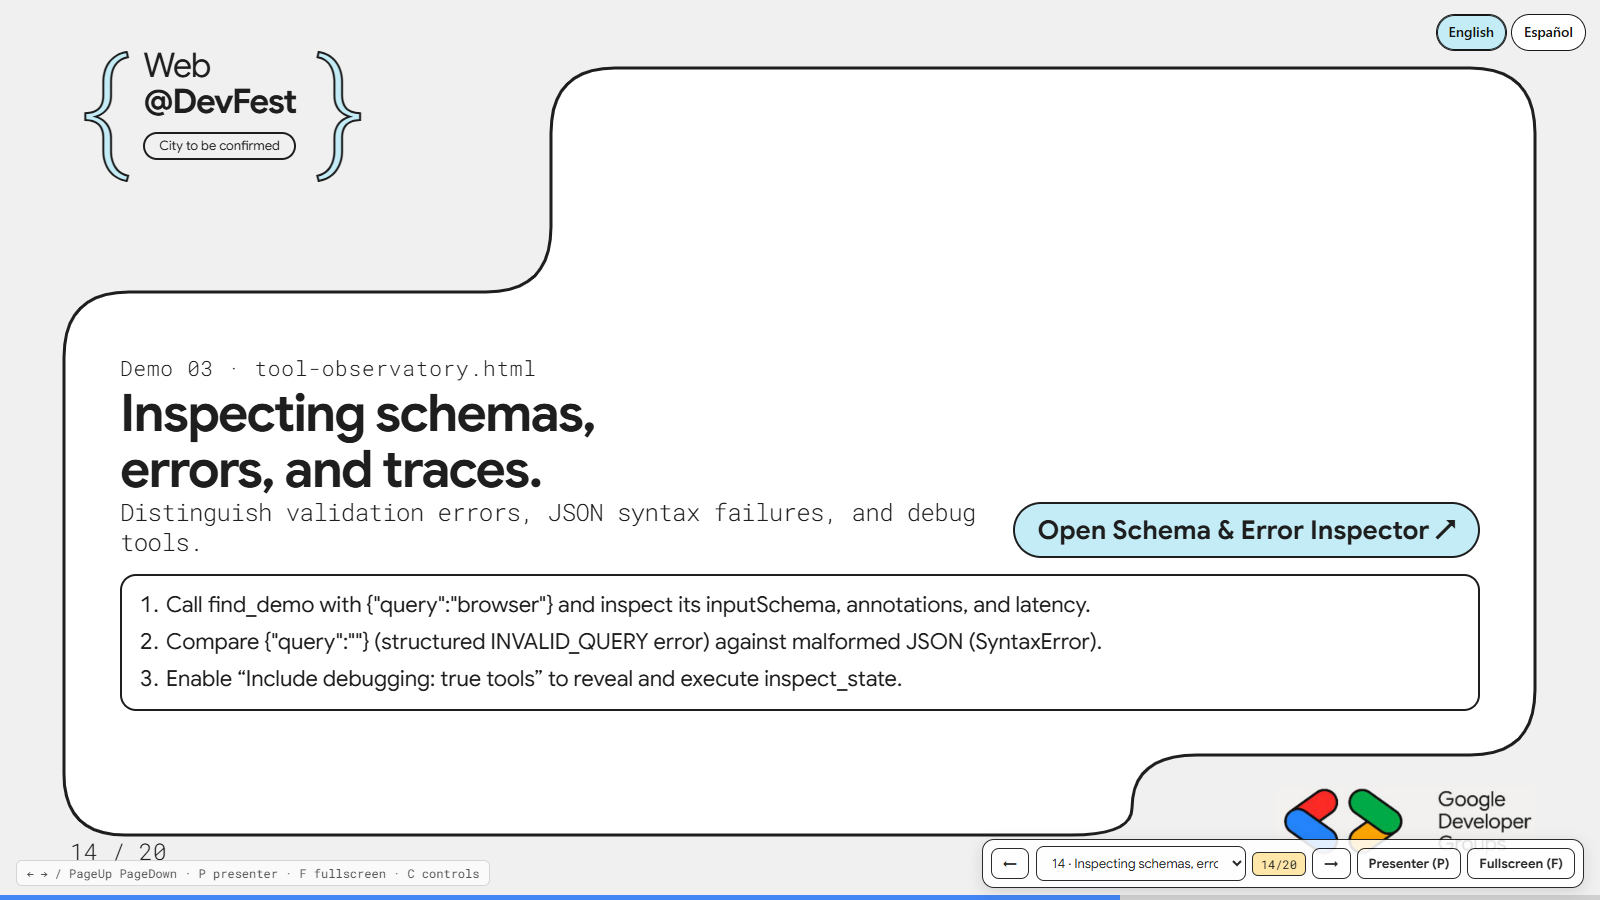 English
Español
Web
@DevFest
City to be confirmed
Demo 03 · tool-observatory.html
Inspecting schemas,
errors, and traces.
Distinguish validation errors, JSON syntax failures, and debug
tools.
Open Schema & Error Inspector ↗
1. Call find_demo with {"query":"browser"} and inspect its inputSchema, annotations, and latency.
2. Compare {"query":""} (structured INVALID_QUERY error) against malformed JSON (SyntaxError).
3. Enable “Include debugging: true tools” to reveal and execute inspect_state.
Google
Developer
Groups
14 / 20
← → / PageUp PageDown · P presenter · F fullscreen · C controls
←
14 · Inspecting schemas, errc
14/20
→
Presenter (P)
Fullscreen (F)